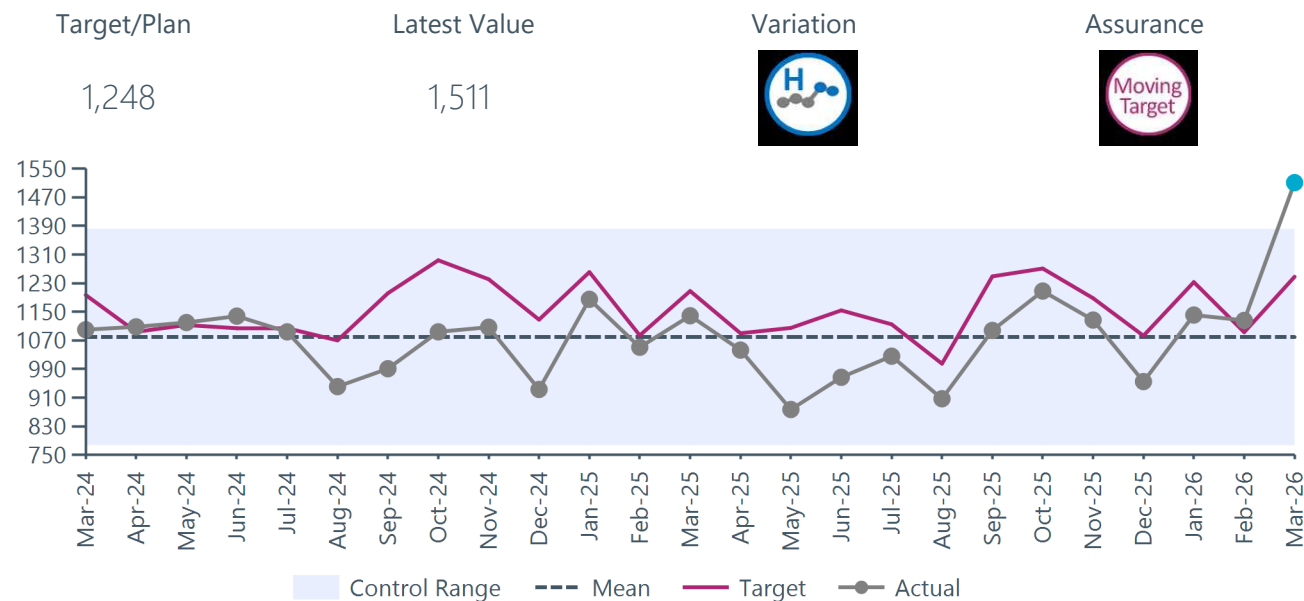 Target/Plan
Latest Value
Variation
Assurance
1,248
1,511
H
Moving
Target
1550
1470
1390
1310
1230
1150
1070
990
910
830
750
Mar-24
Apr-24
May-24
Jun-24
Jul-24
Aug-24
Sep-24
Oct-24
Nov-24
Dec-24
Jan-25
Feb-25
Mar-25
Apr-25
May-25
Jun-25
Jul-25
Aug-25
Sep-25
Oct-25
Nov-25
Dec-25
Jan-26
Feb-26
Mar-26
Control Range
Mean
Target
Actual